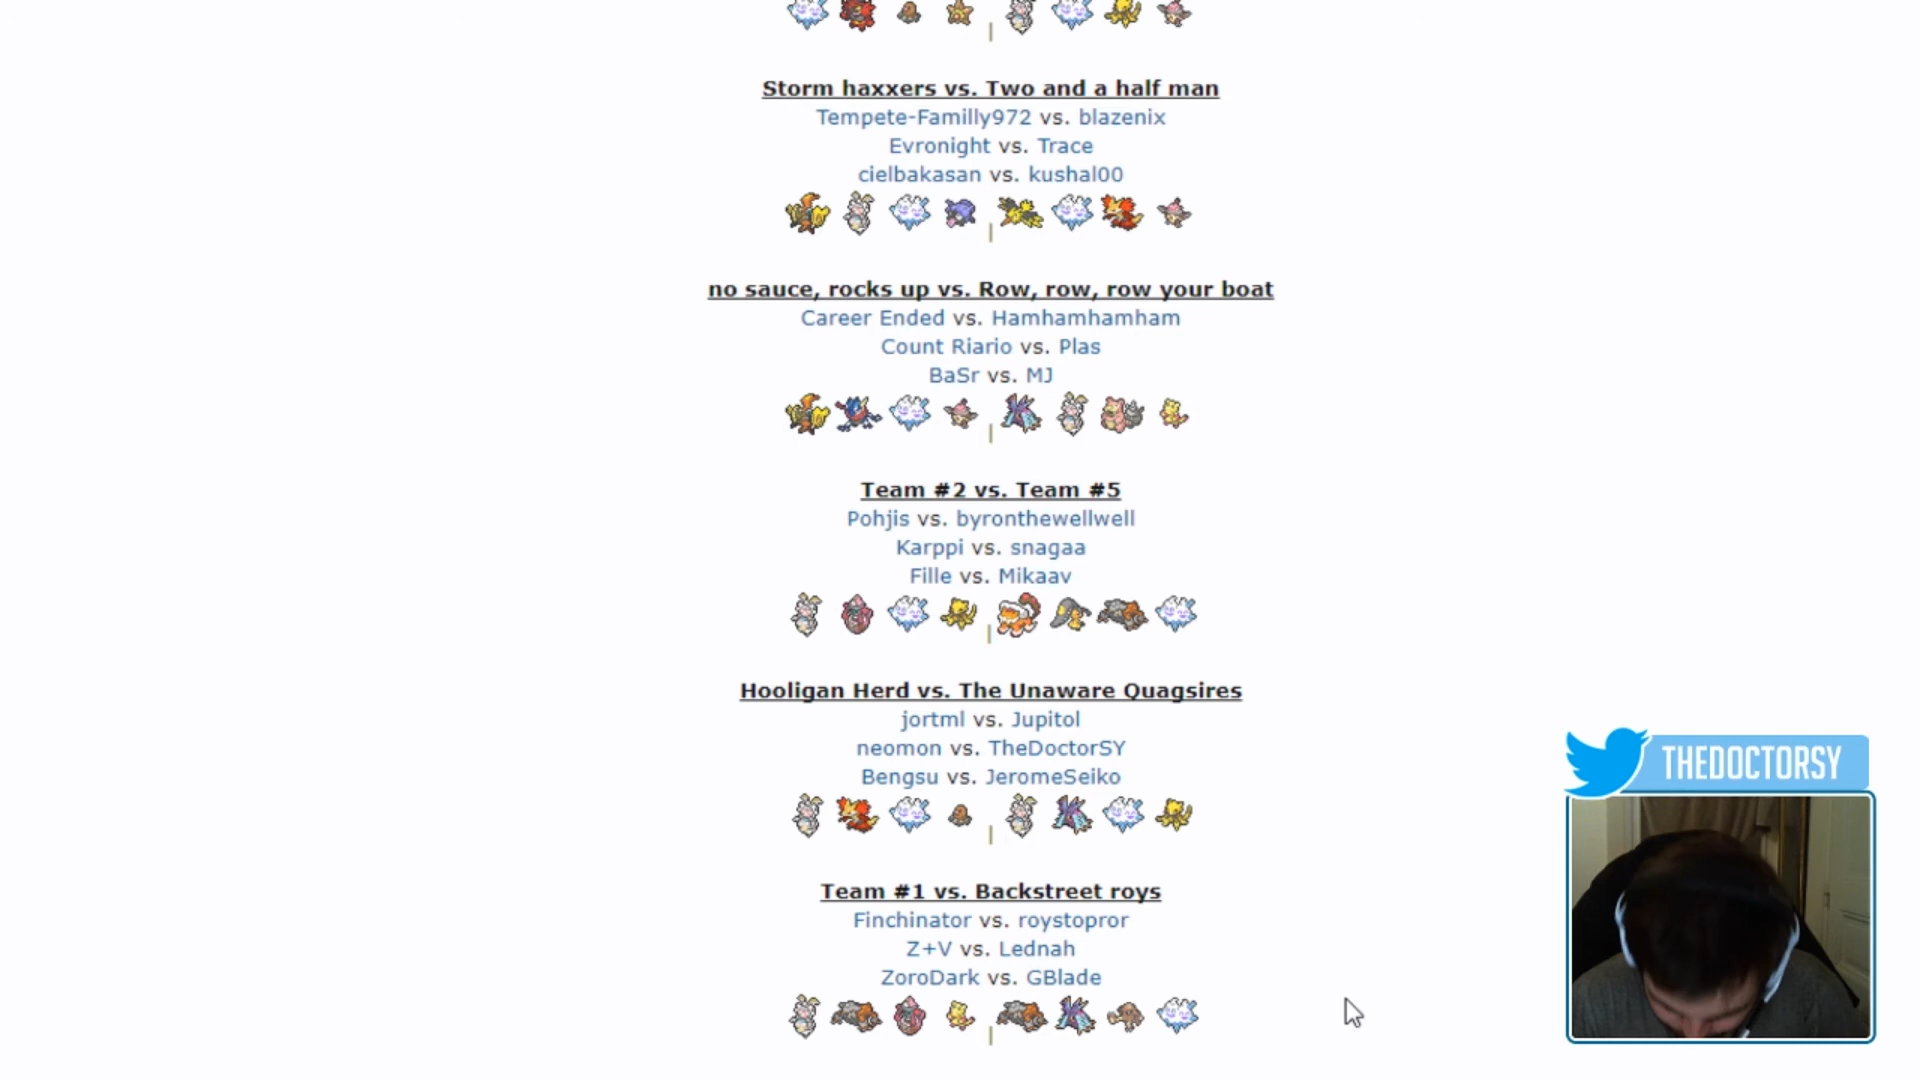 Storm haxxers vs. Two and a half man
Tempete-Familly972 vs. blazenix
Evronight vs. Trace
cielbakasan vs. kushal00
|
no sauce, rocks up vs. Row, row, row your boat
Career Ended vs. Hamhamhamham
Count Riario vs. Plas
BaSr vs. MJ
|
Team #2 vs. Team #5
Pohjis vs. byronthewellwell
Karppi vs. snagaa
Fille vs. Mikaav
|
Hooligan Herd vs. The Unaware Quagsires
jortml vs. Jupitol
neomon vs. TheDoctorSY
Bengsu vs. JeromeSeiko
|
Team #1 vs. Backstreet roys
Finchinator vs. roystopror
Z+V vs. Lednah
ZoroDark vs. GBlade
|
THEDOCTORSY